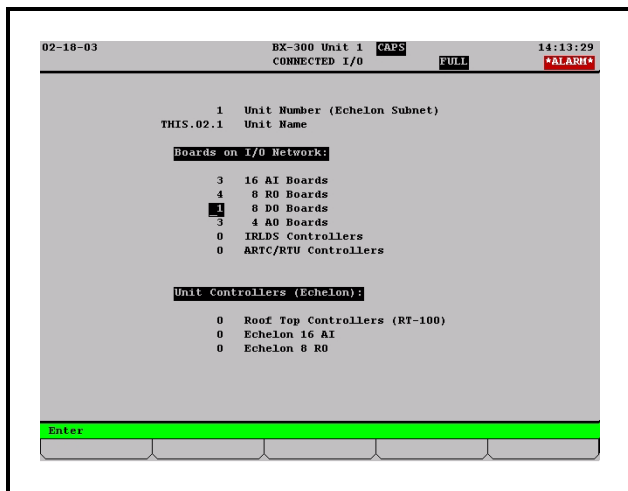 02-18-03 BX-300 Unit 1 CAPS 14:13:29
CONNECTED I/O FULL *ALARM*
1 Unit Number (Echelon Subnet)
THIS.02.1 Unit Name
Boards on I/O Network:
3 16 AI Boards
4 8 RO Boards
_1 8 DO Boards
3 4 AO Boards
0 IRLDS Controllers
0 ARTC/RTU Controllers
Unit Controllers (Echelon):
0 Roof Top Controllers (RT-100)
0 Echelon 16 AI
0 Echelon 8 RO
Enter